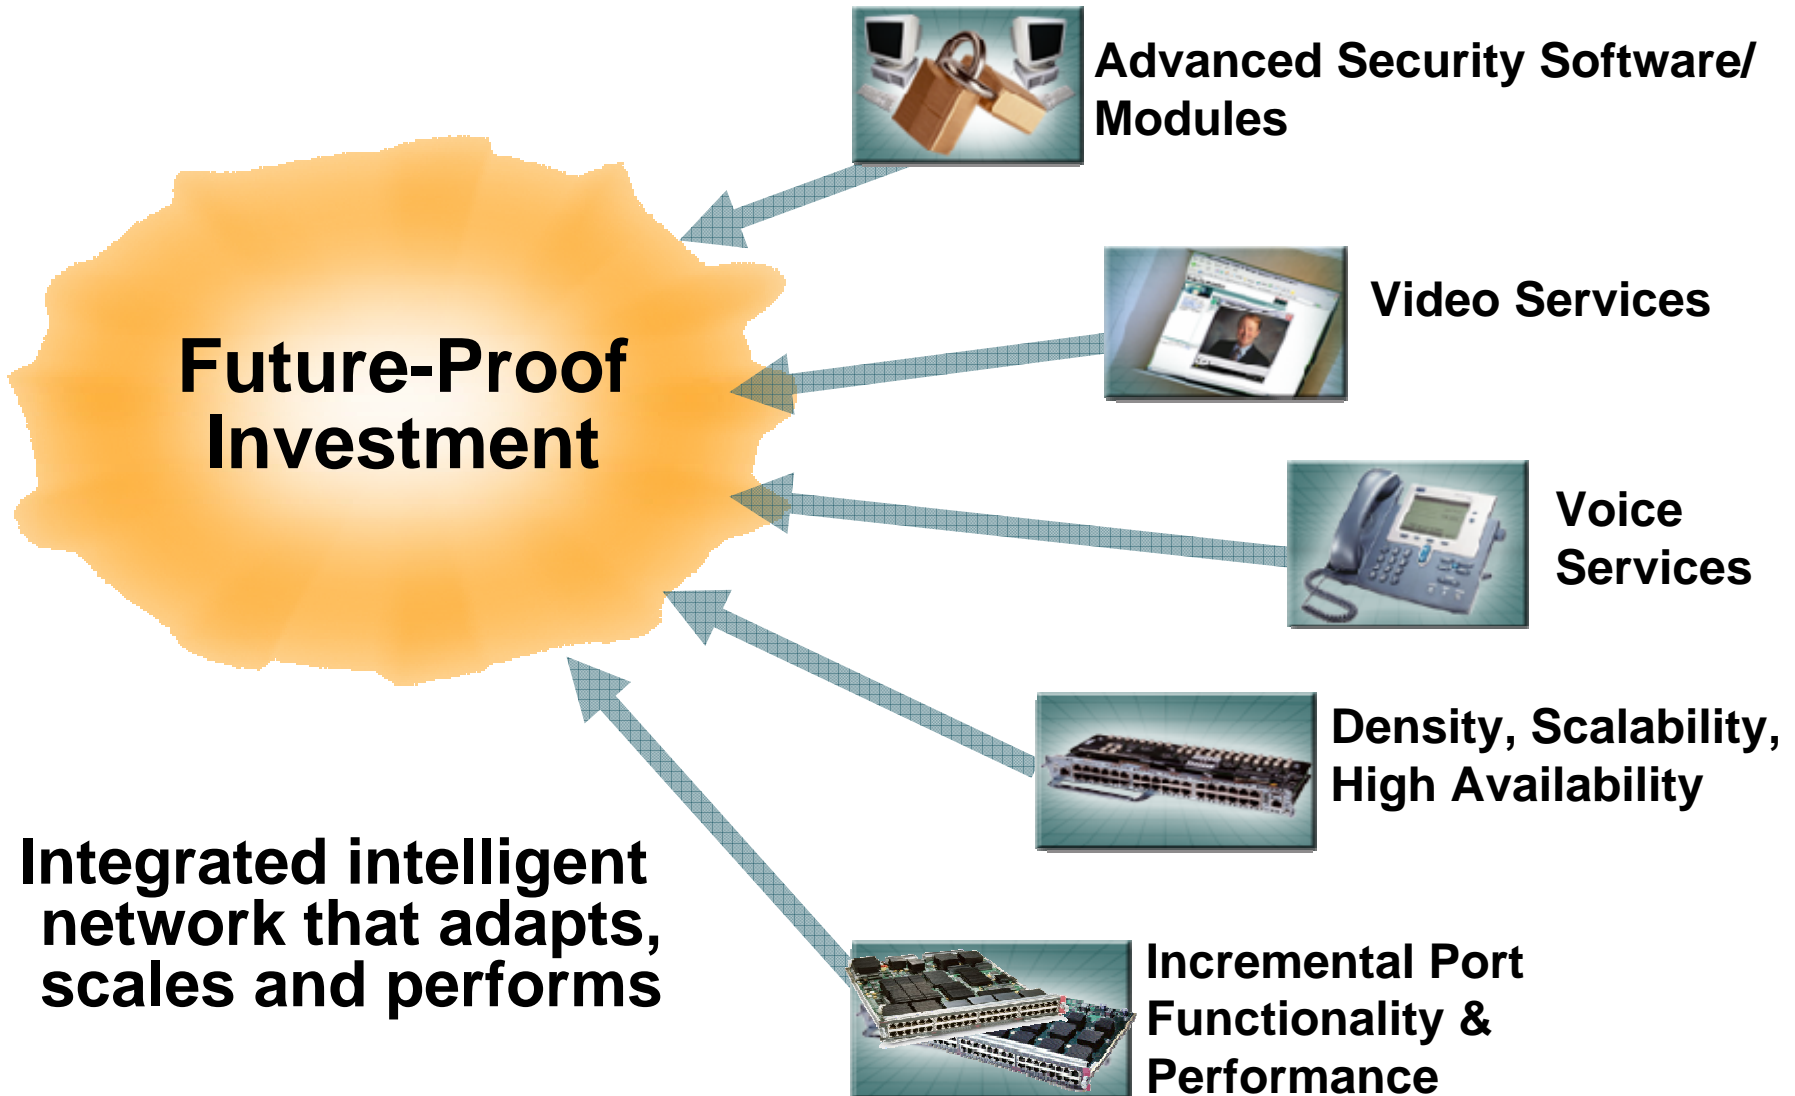 Advanced Security Software/
Modules
Video Services
Future-Proof
Investment
Voice
Services
Density, Scalability,
High Availability
Integrated intelligent
network that adapts,
scales and performs
Incremental Port
Functionality &
Performance